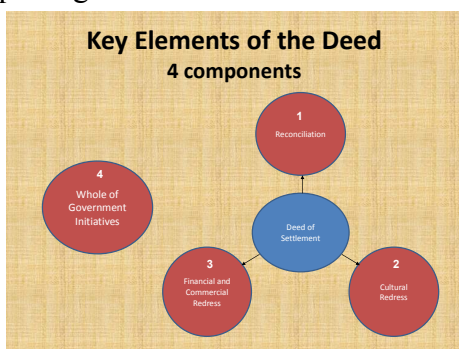 Key Elements of the Deed
4 components
1
Reconciliation
4
Whole of
Government
Initiatives
Deed of
Settlement
3
Financial and
Commercial
Redress
2
Cultural
Redress